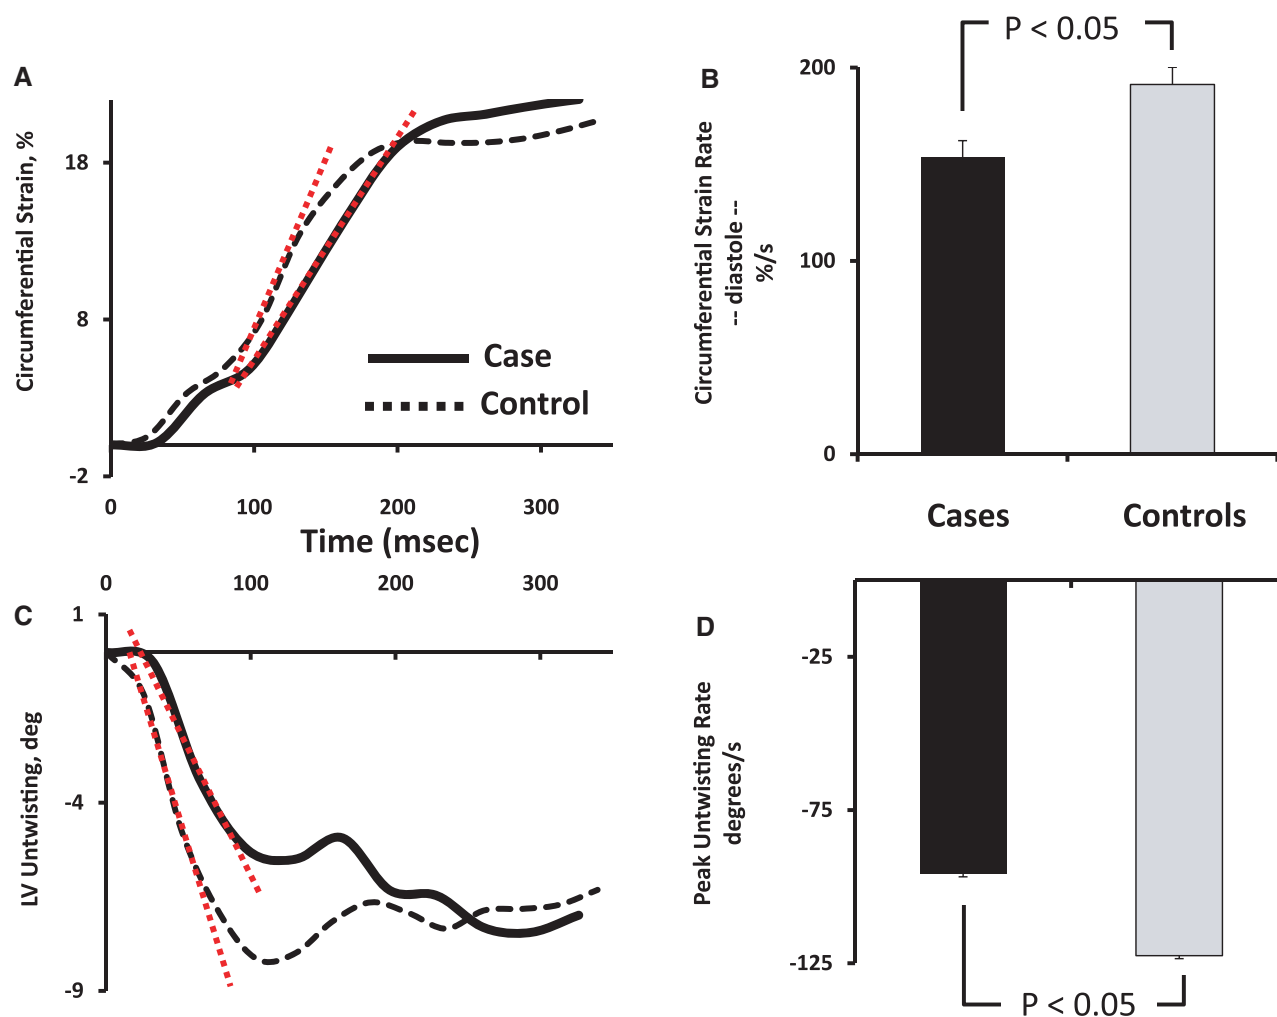 A
Circumferential Strain, %
18
8
-2
0 100 200 300
Time (msec)
Case
Control
B
P < 0.05
Circumferential Strain Rate
-- diastole --
%/s
200
100
0
Cases Controls
C
0 100 200 300
LV Untwisting, deg
1
-4
-9
D
Peak Untwisting Rate
degrees/s
-25
-75
-125
P < 0.05